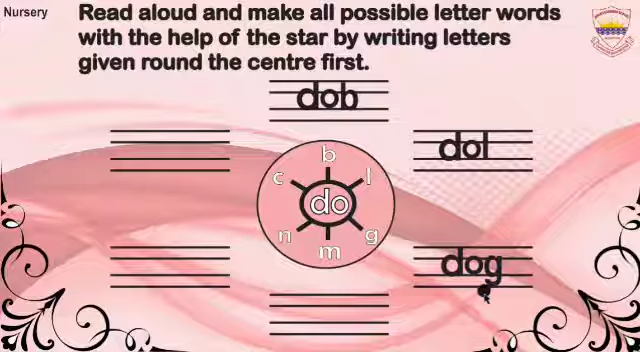 Nursery
Read aloud and make all possible letter words
with the help of the star by writing letters
given round the centre first.
dob
dol
b
c
l
do
n
g
m
dog